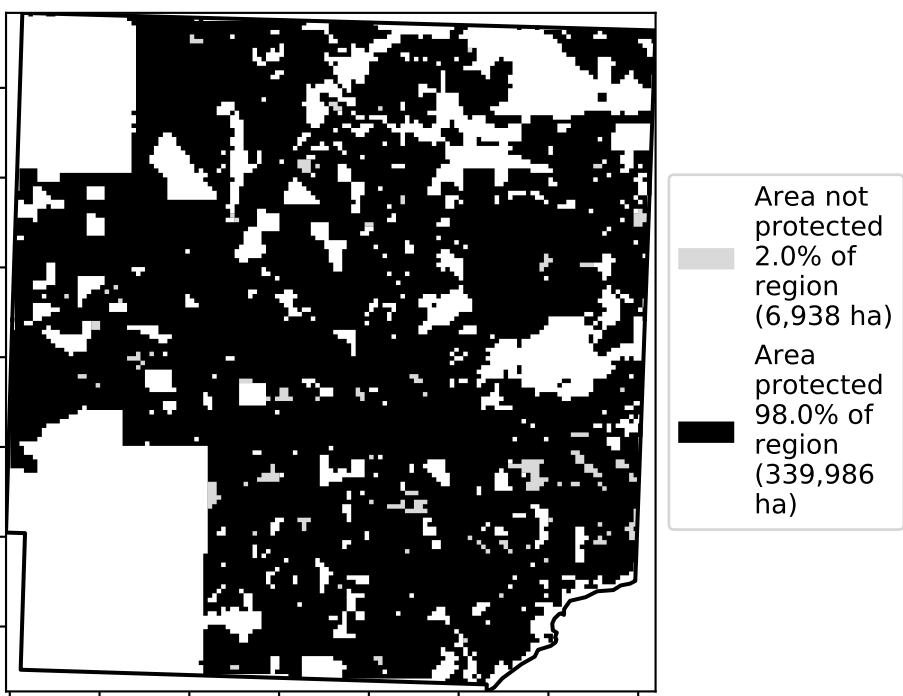 Area not
protected
2.0% of
region
(6,938 ha)
Area
protected
98.0% of
region
(339,986
ha)